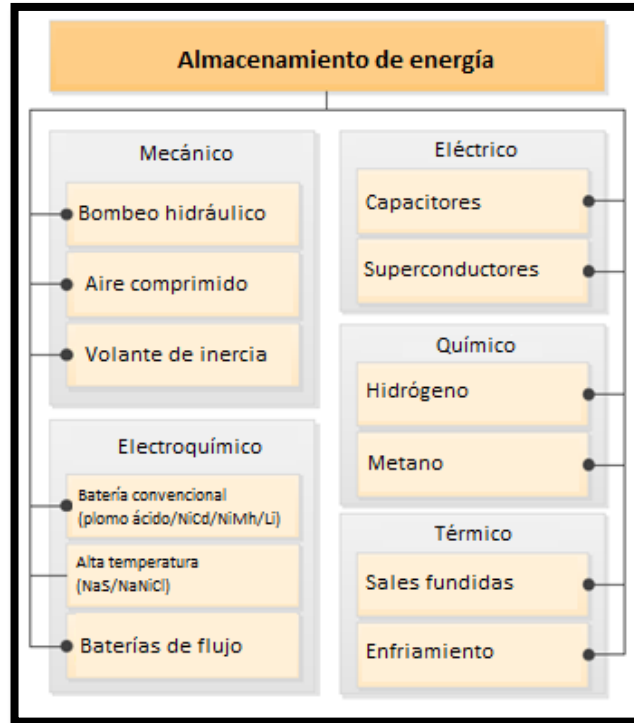 Almacenamiento de energía
Mecánico
Bombeo hidráulico
Aire comprimido
Volante de inercia
Electroquímico
Batería convencional
(plomo ácido/NiCd/NiMh/Li)
Alta temperatura
(NaS/NaNiCl)
Baterías de flujo
Eléctrico
Capacitores
Superconductores
Químico
Hidrógeno
Metano
Térmico
Sales fundidas
Enfriamiento